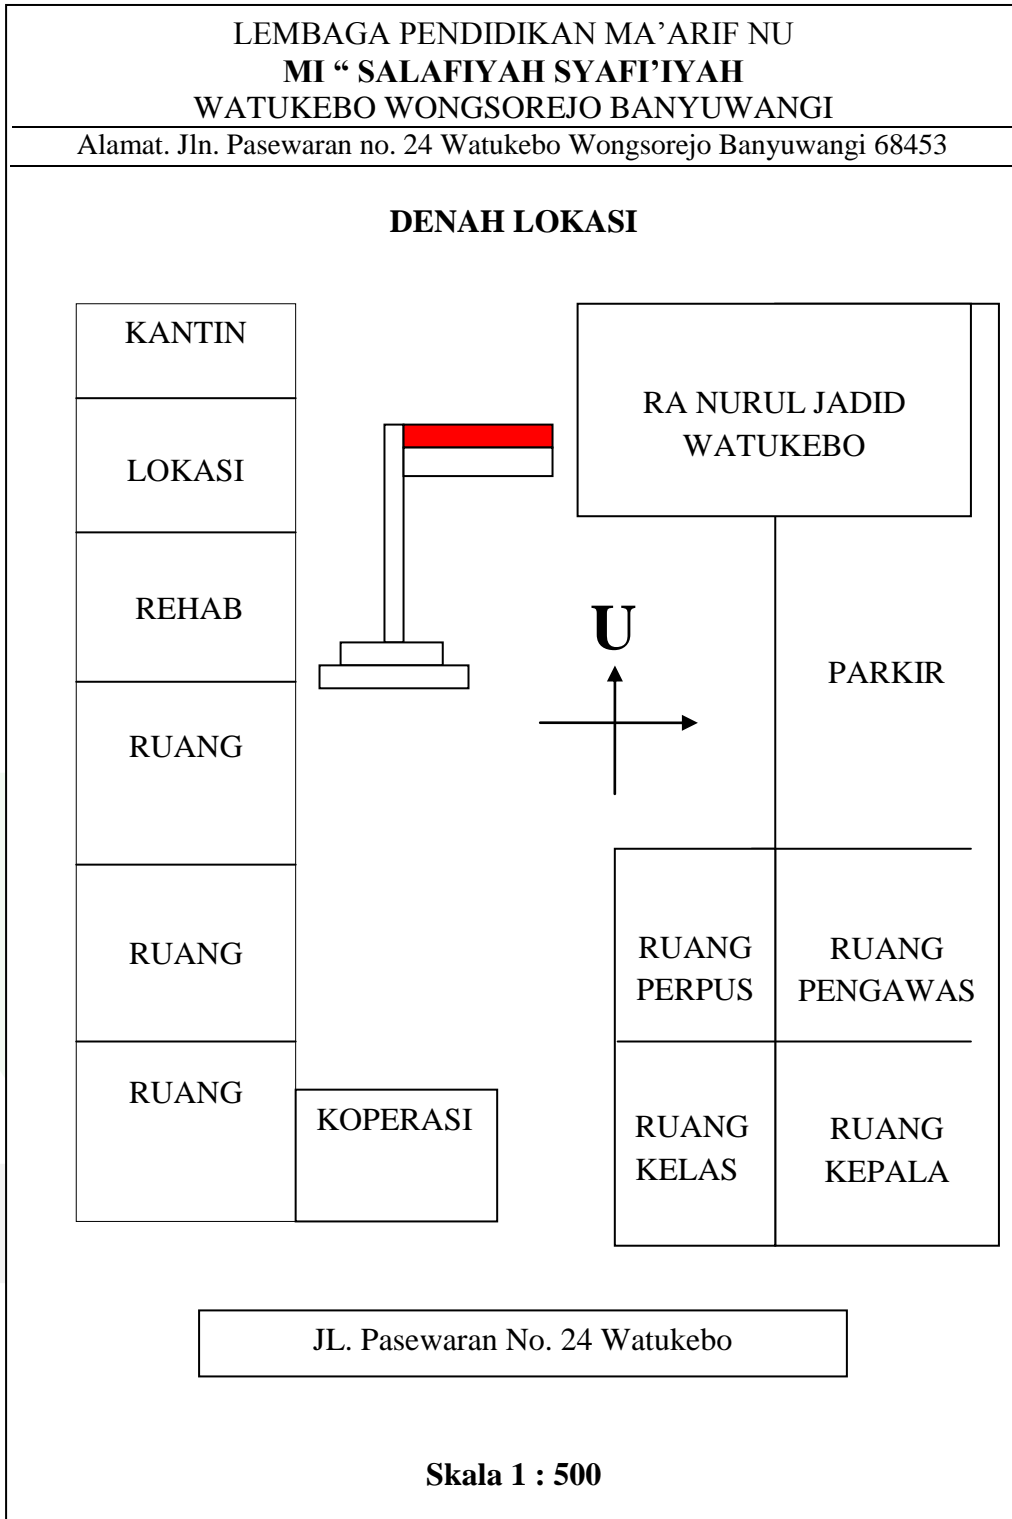 LEMBAGA PENDIDIKAN MA’ARIF NU
MI “ SALAFIYAH SYAFI’IYAH
WATUKEBO WONGSOREJO BANYUWANGI
Alamat. Jln. Pasewaran no. 24 Watukebo Wongsorejo Banyuwangi 68453
DENAH LOKASI
KANTIN
LOKASI
REHAB
RUANG
RUANG
RUANG
KOPERASI
U
RA NURUL JADID
WATUKEBO
PARKIR
RUANG
PERPUS
RUANG
PENGAWAS
RUANG
KELAS
RUANG
KEPALA
JL. Pasewaran No. 24 Watukebo
Skala 1 : 500